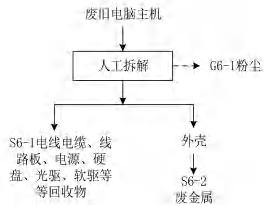 废旧电脑主机
人工拆解
G6-1粉尘
S6-1电线电缆、线
路板、电源、硬
盘、光驱、软驱等
等回收物
外壳
S6-2
废金属